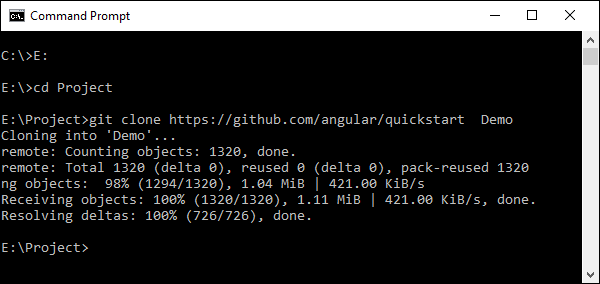 Command Prompt
C:\>E:
E:\>cd Project
E:\Project>git clone https://github.com/angular/quickstart  Demo
Cloning into 'Demo'...
remote: Counting objects: 1320, done.
remote: Total 1320 (delta 0), reused 0 (delta 0), pack-reused 1320
ng objects:  98% (1294/1320), 1.04 MiB | 421.00 KiB/s
Receiving objects: 100% (1320/1320), 1.11 MiB | 421.00 KiB/s, done.
Resolving deltas: 100% (726/726), done.
E:\Project>